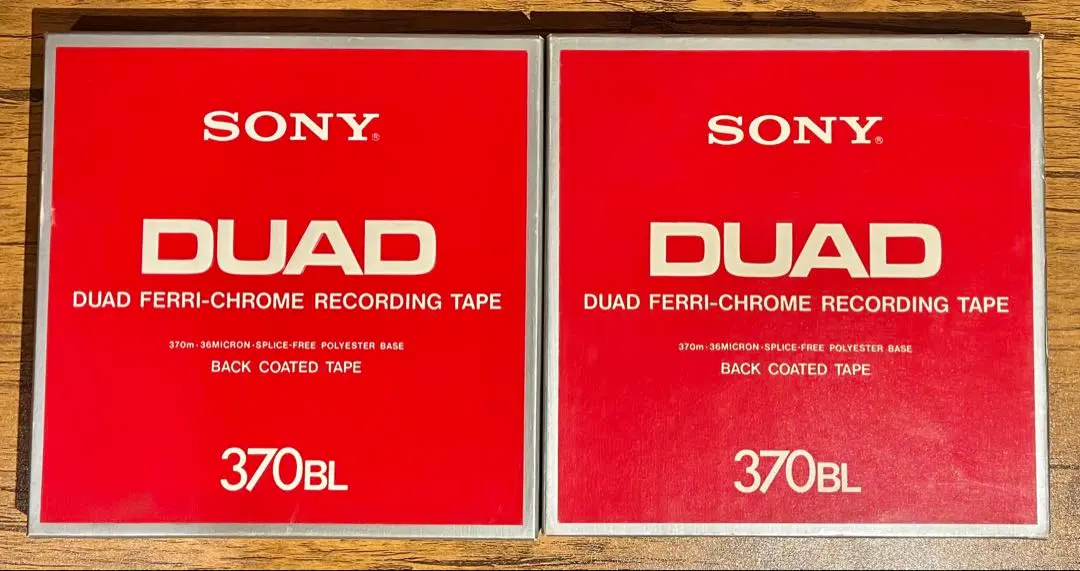 SONY®
DUAD
DUAD FERRI-CHROME RECORDING TAPE
370m·36MICRON·SPLICE-FREE POLYESTER BASE
BACK COATED TAPE
370BL
SONY®
DUAD
DUAD FERRI-CHROME RECORDING TAPE
370m·36MICRON·SPLICE-FREE POLYESTER BASE
BACK COATED TAPE
370BL